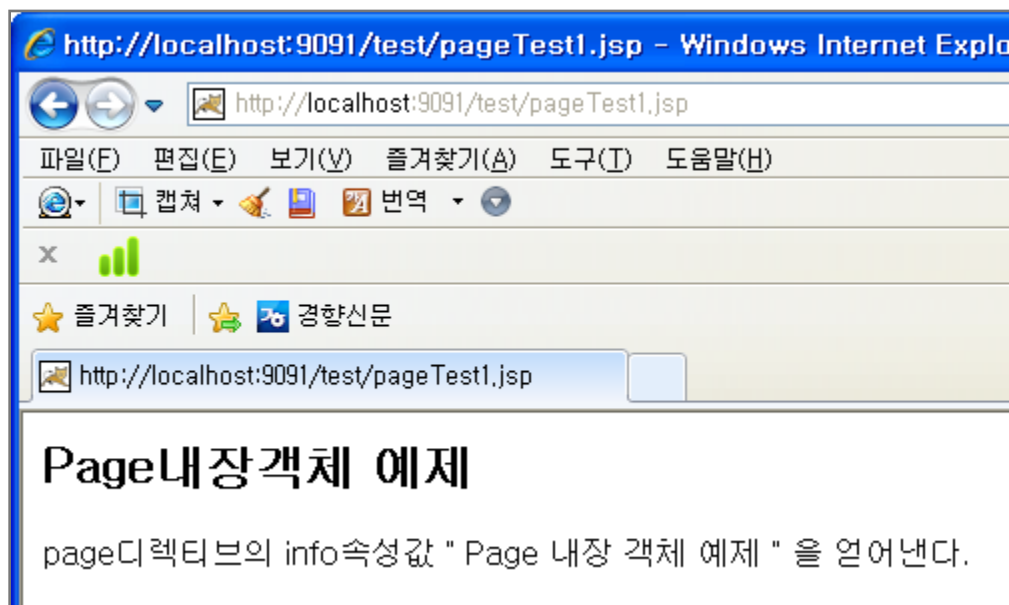 http://localhost:9091/test/pageTest1.jsp - Windows Internet Explo
http://localhost:9091/test/pageTest1.jsp
파일(F) 편집(E) 보기(V) 즐겨찾기(A) 도구(T) 도움말(H)
캡쳐 번역
x
즐겨찾기 경향신문
http://localhost:9091/test/pageTest1.jsp
Page내장객체 예제
page디렉티브의 info속성값 " Page 내장 객체 예제 " 을 얻어낸다.